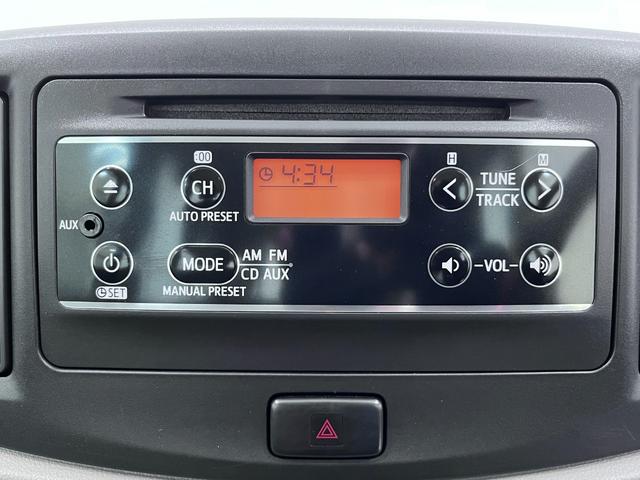 :00
4:34
H
M
CH
TUNE
TRACK
AUTO PRESET
AUX
MODE
AM FM
CD AUX
-VOL-
SET
MANUAL PRESET